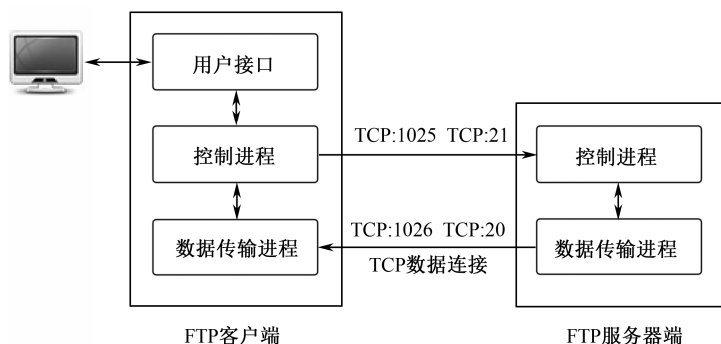 用户接口
控制进程
TCP:1025 TCP:21
控制进程
数据传输进程
TCP:1026 TCP:20
TCP数据连接
数据传输进程
FTP客户端
FTP服务器端